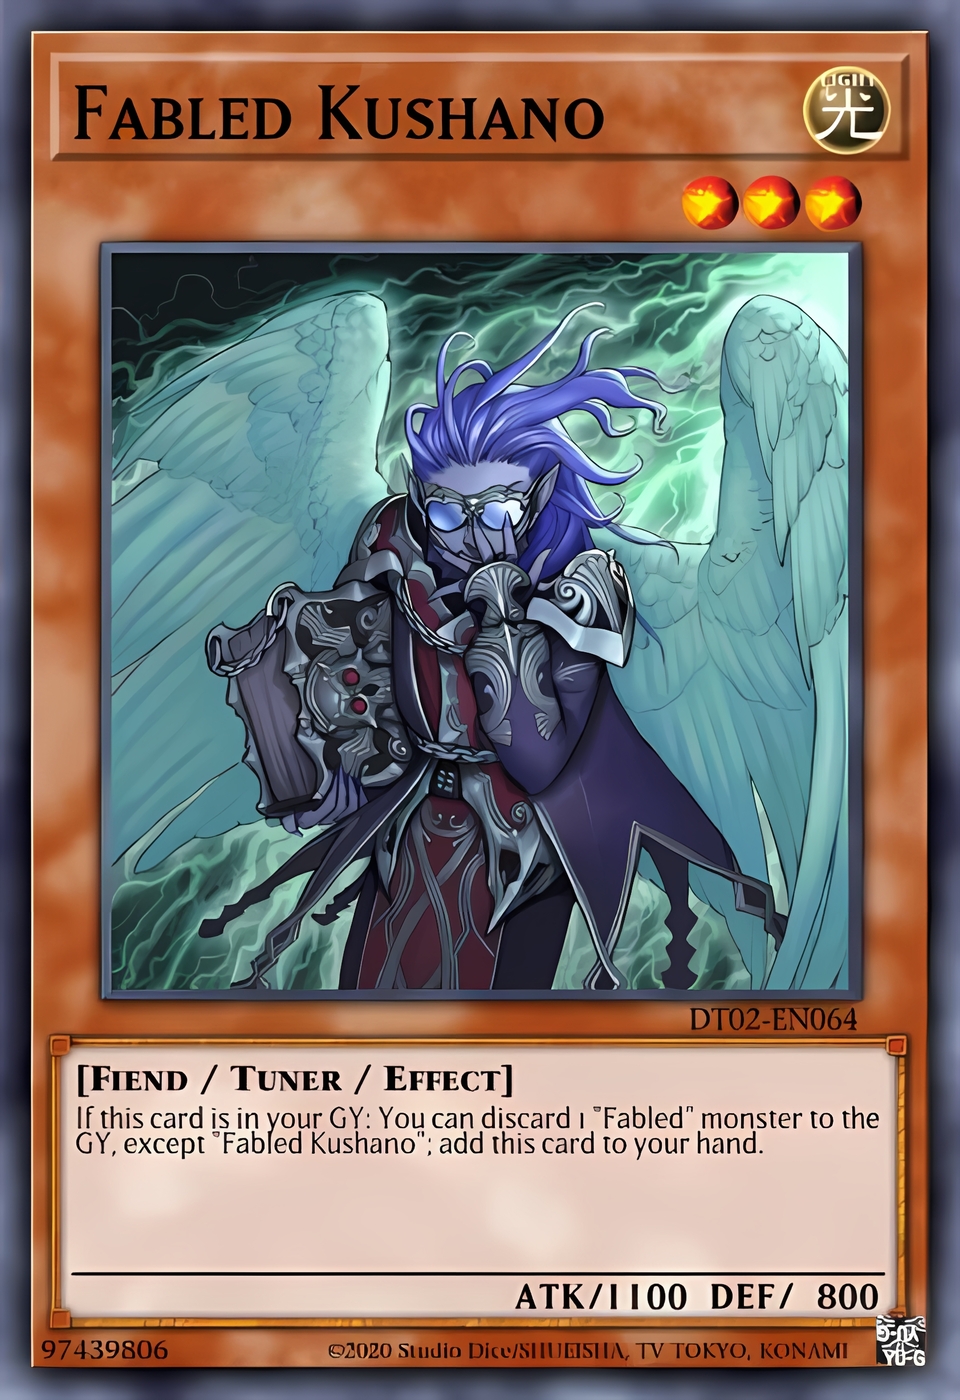 Fabled Kushano
光
DT02-EN064
[Fiend / Tuner / Effect]
If this card is in your GY: You can discard 1 "Fabled" monster to the
GY, except "Fabled Kushano"; add this card to your hand.
ATK/1100 DEF/ 800
97439806
©2020 Studio Dice/SHUEISHA, TV TOKYO, KONAMI